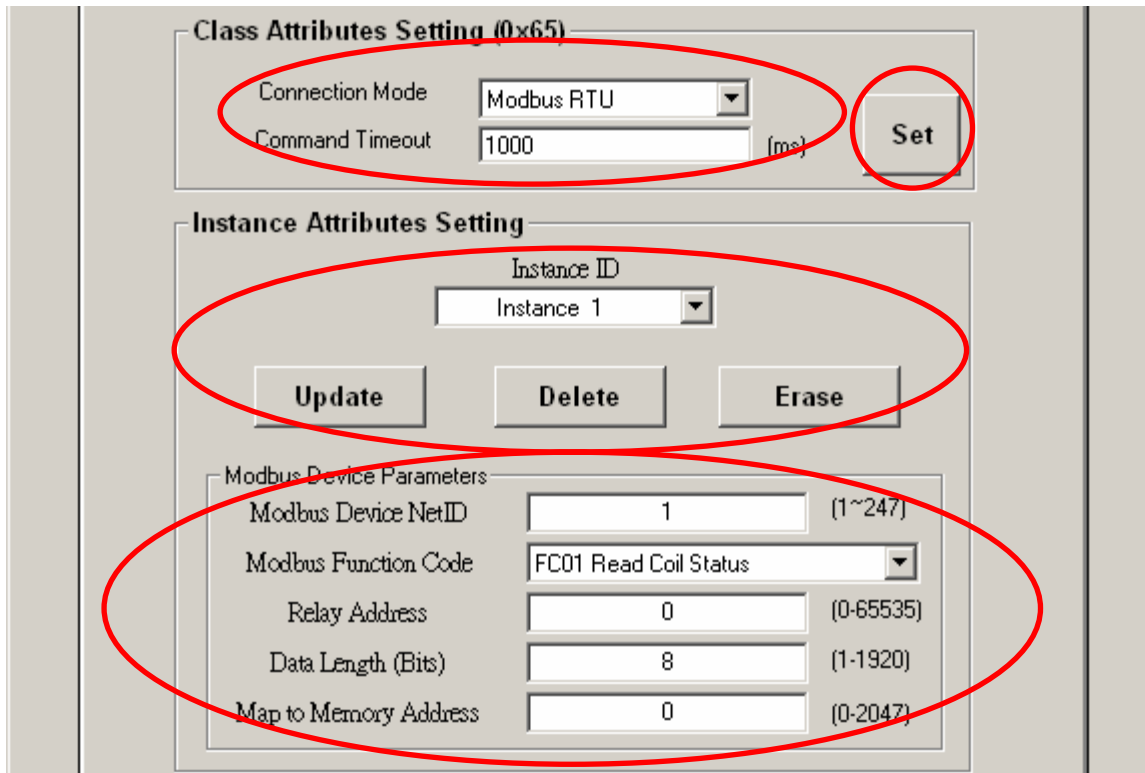 Class Attributes Setting (0×65)
Connection Mode Modbus RTU
Command Timeout 1000 (ms)
Set
Instance Attributes Setting
Instance ID
Instance 1
Update Delete Erase
Modbus Device Parameters
Modbus Device NetID 1 (1~247)
Modbus Function Code FC01 Read Coil Status
Relay Address 0 (0-65535)
Data Length (Bits) 8 (1-1920)
Map to Memory Address 0 (0-2047)